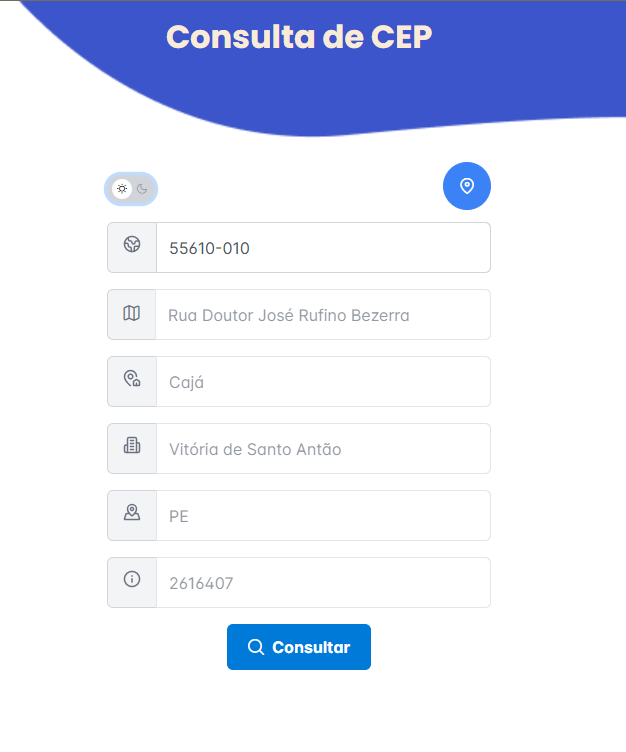 Consulta de CEP
55610-010
Rua Doutor José Rufino Bezerra
Cajá
Vitória de Santo Antão
PE
2616407
Consultar